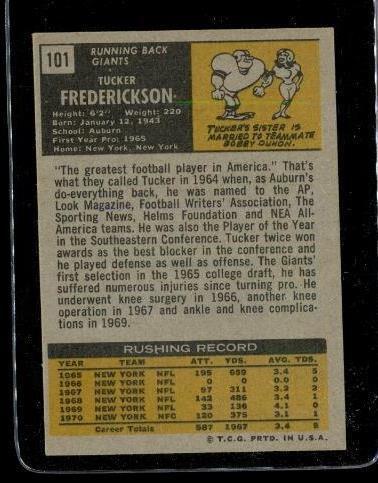 101
RUNNING BACK
GIANTS
TUCKER
FREDERICKSON
Height: 6'2" Weight: 220
Born: January 12, 1943
School: Auburn
First Year Pro: 1965
Home: New York, New York
TUCKER'S SISTER IS
MARRIED TO TEAMMATE
BOBBY DUHON.
"The greatest football player in America." That's
what they called Tucker in 1964 when, as Auburn's
do-everything back, he was named to the AP,
Look Magazine, Football Writers' Association, The
Sporting News, Helms Foundation and NEA All-
America teams. He was also the Player of the Year
in the Southeastern Conference. Tucker twice won
awards as the best blocker in the conference and
he played defense as well as offense. The Giants'
first selection in the 1965 college draft, he has
suffered numerous injuries since turning pro. He
underwent knee surgery in 1966, another knee
operation in 1967 and ankle and knee complica-
tions in 1969.
RUSHING RECORD
YEAR TEAM ATT. YDS. AVG. TDS.
1965 NEW YORK NFL 195 659 3.4 5
1966 NEW YORK NFL 0 0 0.0 0
1967 NEW YORK NFL 97 311 3.2 2
1968 NEW YORK NFL 142 486 3.4 1
1969 NEW YORK NFL 33 136 4.1 0
1970 NEW YORK NFC 120 375 3.1 1
Career Totals 587 1967 3.4
© T.C.G. PRTD. IN U.S.A.